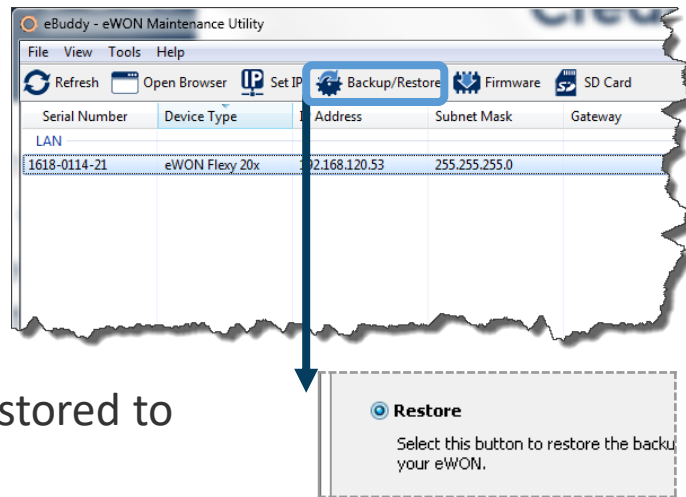 eBuddy - eWON Maintenance Utility
File View Tools Help
Refresh Open Browser Set IP Backup/Restore Firmware SD Card
Serial Number Device Type Address Subnet Mask Gateway
LAN
1618-0114-21 eWON Flexy 20x 192.168.120.53 255.255.255.0
stored to
Restore
Select this button to restore the backu
your eWON.